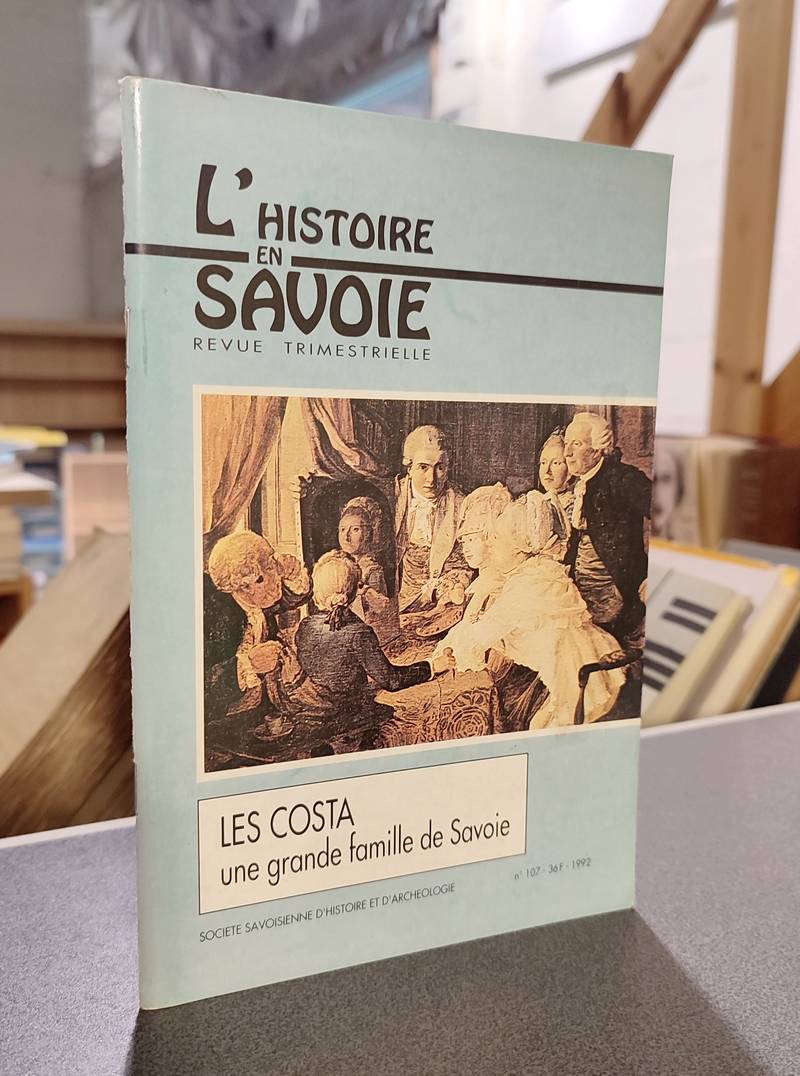 L'HISTOIRE
EN
SAVOIE
REVUE TRIMESTRIELLE
LES COSTA
une grande famille de Savoie
n° 107 - 36F - 1992
SOCIETE SAVOISIENNE D'HISTOIRE ET D'ARCHEOLOGIE